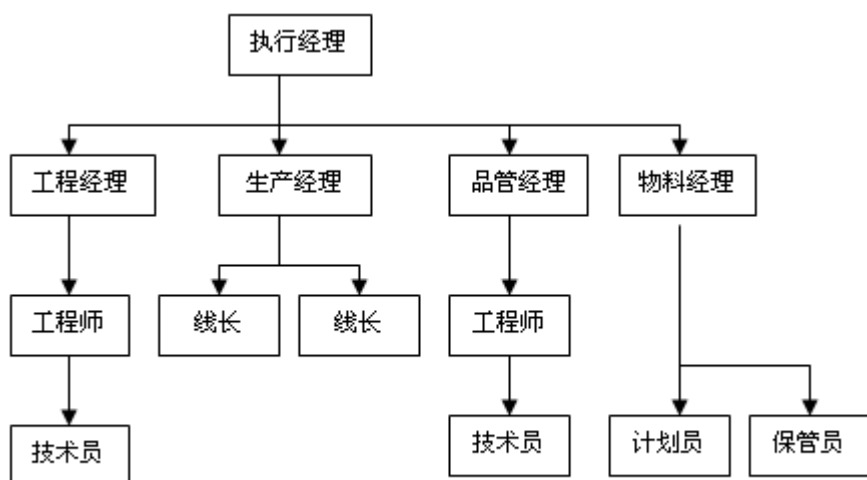 执行经理
工程经理
生产经理
品管经理
物料经理
工程师
线长
线长
工程师
技术员
技术员
计划员
保管员